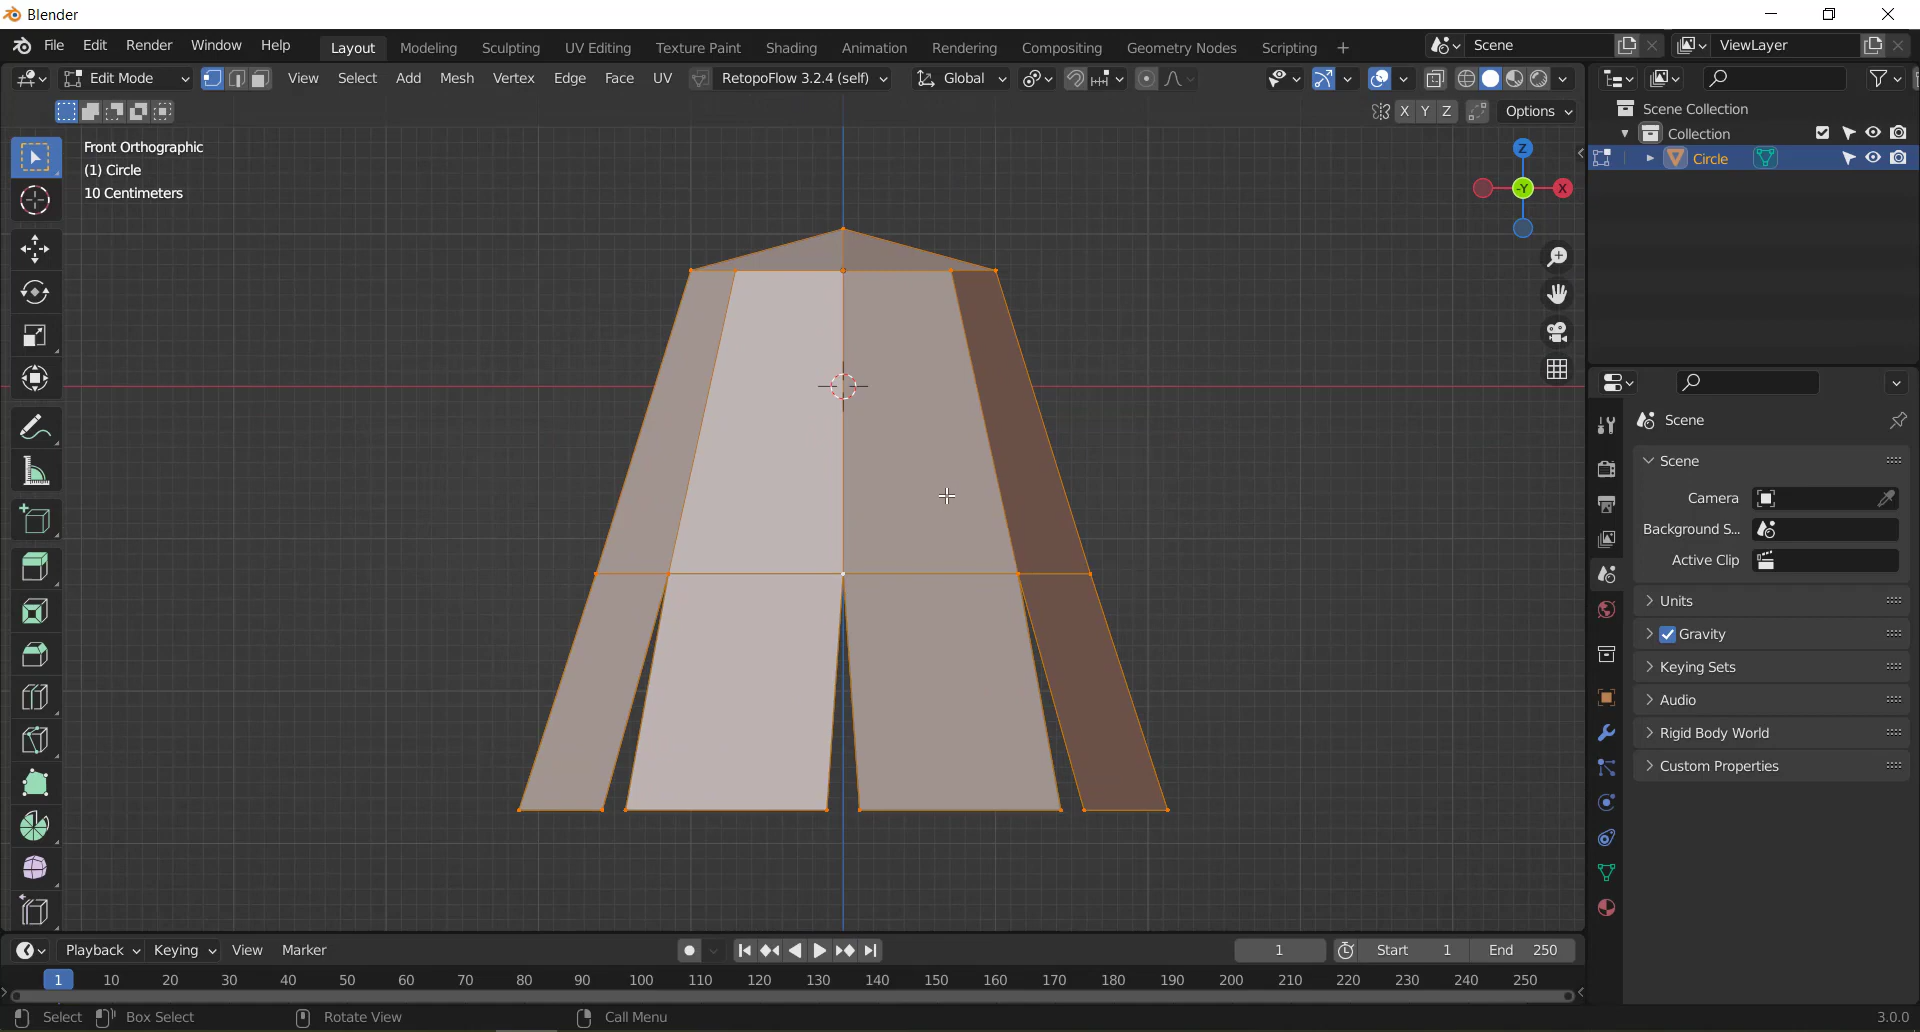 Blender
File Edit Render Window Help Layout Modeling Sculpting UV Editing Texture Paint Shading Animation Rendering Compositing Geometry Nodes Scripting + Scene ViewLayer
Edit Mode View Select Add Mesh Vertex Edge Face UV RetopoFlow 3.2.4 (self) Global
X Y Z Options
Front Orthographic
(1) Circle
10 Centimeters
Z
-Y X
Scene Collection
Collection
Circle
Scene
Scene
Camera
Background S...
Active Clip
Units
Gravity
Keying Sets
Audio
Rigid Body World
Custom Properties
Playback Keying View Marker 1 Start 1 End 250
1 10 20 30 40 50 60 70 80 90 100 110 120 130 140 150 160 170 180 190 200 210 220 230 240 250
Select Box Select Rotate View Call Menu 3.0.0